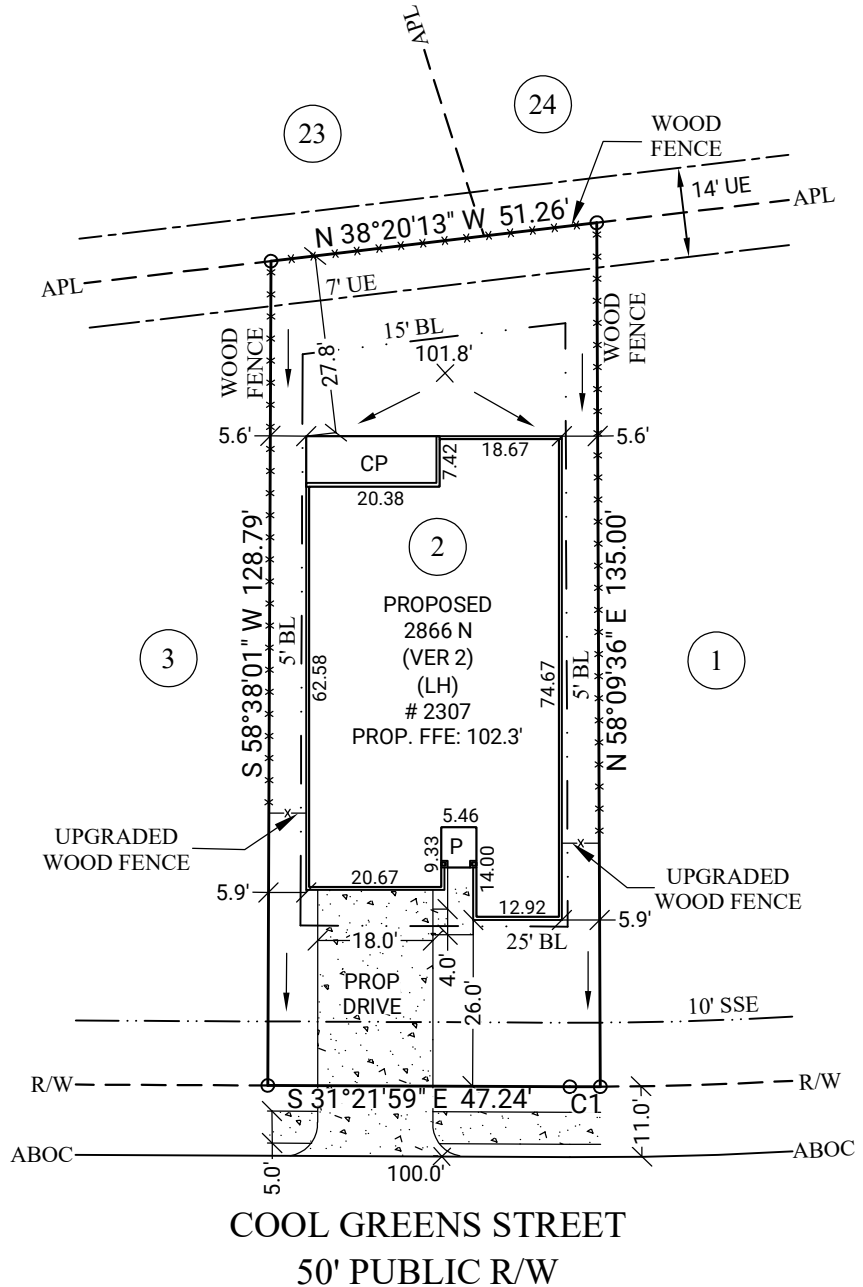 APL
23
24
WOOD
FENCE
14' UE
N 38°20'13" W 51.26'
APL
APL
7' UE
WOOD
FENCE
15' BL
101.8'
WOOD
FENCE
27.8'
5.6'
5.6'
CP
7.42
18.67
20.38
2
S 58°38'01" W 128.79'
N 58°09'36" E 135.00'
PROPOSED
2866 N
(VER 2)
(LH)
# 2307
PROP. FFE: 102.3'
3
5' BL
62.58
74.67
5' BL
1
UPGRADED
WOOD FENCE
5.46
9.33
P
14.00
UPGRADED
WOOD FENCE
20.67
5.9'
12.92
5.9'
18.0'
25' BL
4.0'
26.0'
PROP
DRIVE
10' SSE
R/W
R/W
S 31°21'59" E 47.24'
C1
11.0'
ABOC
ABOC
5.0'
100.0'
COOL GREENS STREET
50' PUBLIC R/W